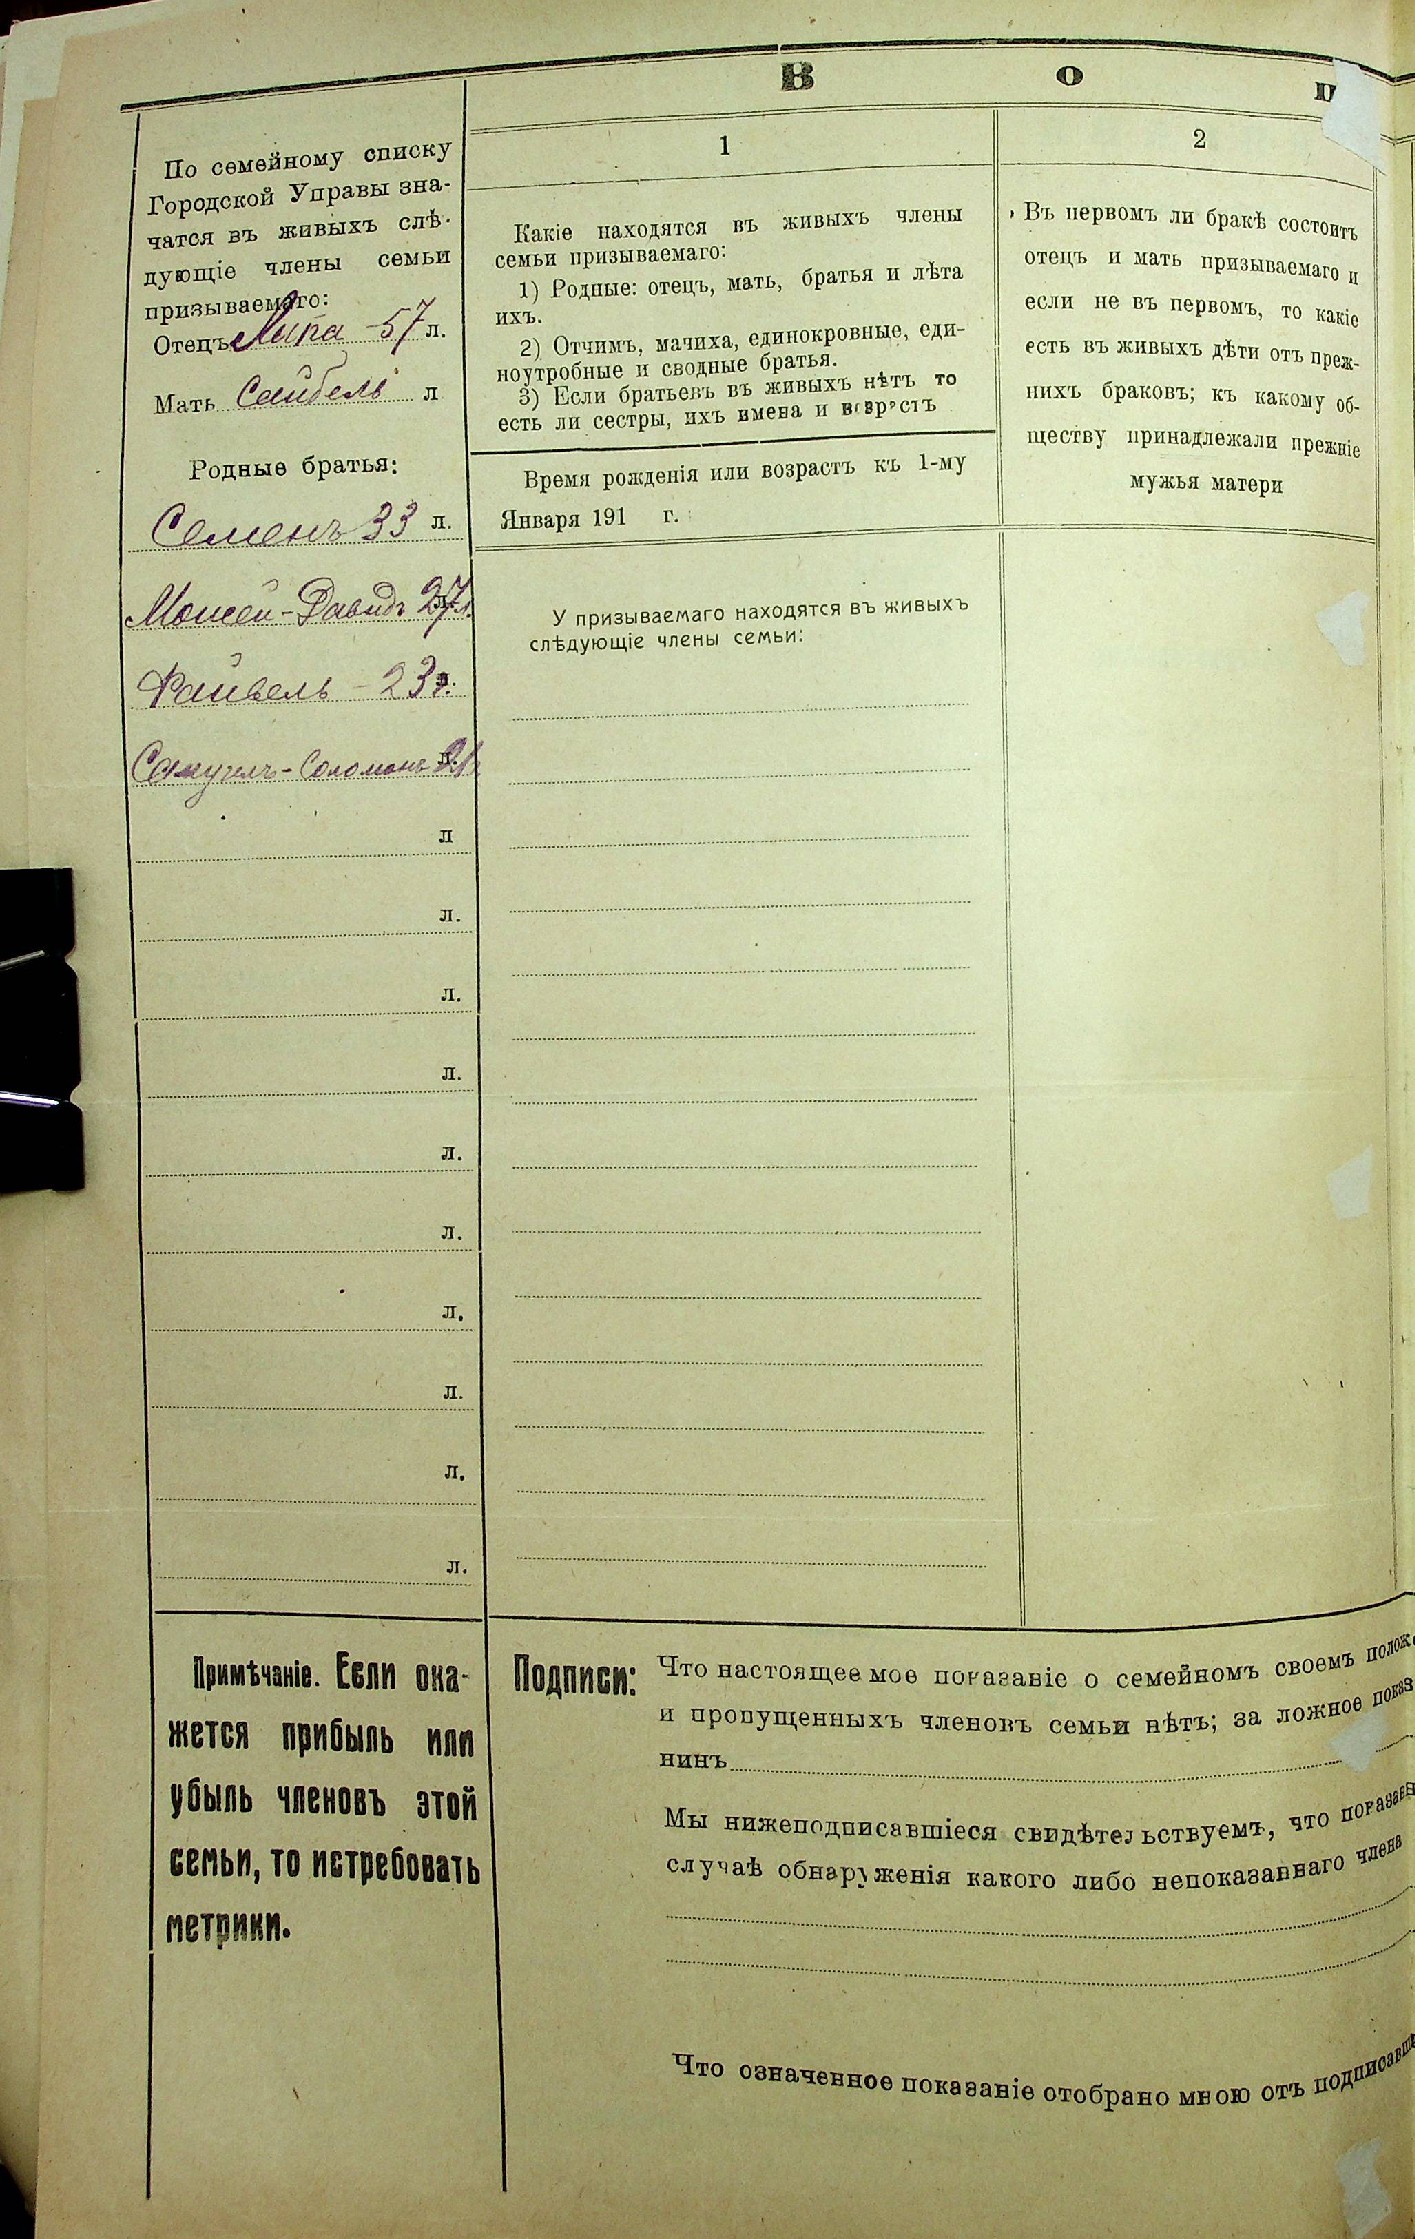 В о п
По семейному списку
Городской Управы зна-
чатся въ живыхъ слѣ-
дующіе члены семьи
призываемаго:
Отецъ Липа - 57 л.
Мать Сайбель л
Родные братья:
Семенъ 33 л.
Мошей-Давидъ 27 л.
Файвель - 23 л.
Самуилъ-Соломонъ 21 л.
л
л.
л.
л.
л.
л.
л.
л.
л.
л.
Примѣчаніе. Если ока-
жется прибыль или
убыль членовъ этой
семьи, то истребовать
метрики.
1
Какіе находятся въ живыхъ члены
семьи призываемаго:
1) Родные: отецъ, мать, братья и лѣта
ихъ.
2) Отчимъ, мачиха, единокровные, еди-
ноутробные и сводные братья.
3) Если братьевъ въ живыхъ нѣтъ то
есть ли сестры, ихъ имена и возрастъ
Время рожденія или возрастъ къ 1-му
Января 191 г.
У призываемаго находятся въ живыхъ
слѣдующіе члены семьи:
2
Въ первомъ ли бракѣ состоитъ
отецъ и мать призываемаго и
если не въ первомъ, то какіе
есть въ живыхъ дѣти отъ преж-
нихъ браковъ; къ какому об-
ществу принадлежали прежніе
мужья матери
Подписи: Что настоящее мое показаніе о семейномъ своемъ полож
и пропущенныхъ членовъ семьи нѣтъ; за ложное показ
нинъ
Мы нижеподписавшіеся свидѣтельствуемъ, что показан
случаѣ обнаруженія какого либо непоказаннаго члена
Что означенное показаніе отобрано мною отъ подписавш